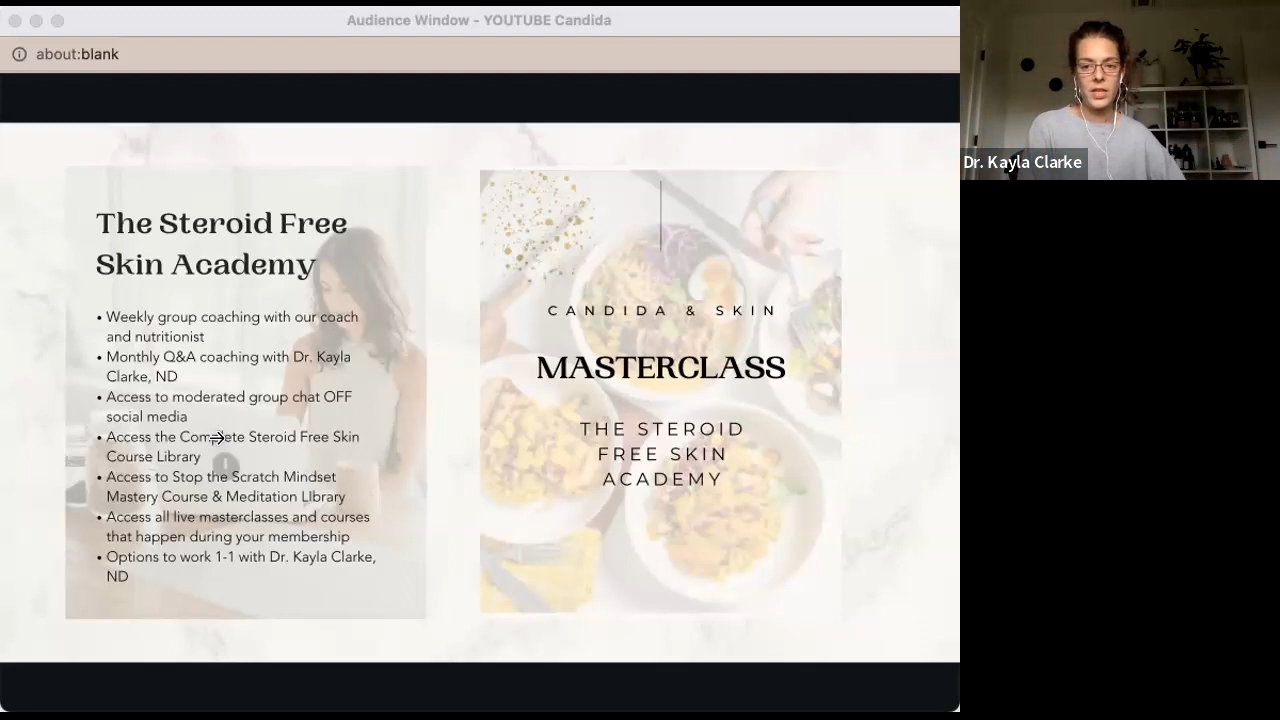 Audience Window - YOUTUBE Candida
about:blank
The Steroid Free
Skin Academy
• Weekly group coaching with our coach
and nutritionist
• Monthly Q&A coaching with Dr. Kayla
Clarke, ND
• Access to moderated group chat OFF
social media
• Access the Complete Steroid Free Skin
Course Library
• Access to Stop the Scratch Mindset
Mastery Course & Meditation LIbrary
• Access all live masterclasses and courses
that happen during your membership
• Options to work 1-1 with Dr. Kayla Clarke,
ND
CANDIDA & SKIN
MASTERCLASS
THE STEROID
FREE SKIN
ACADEMY
Dr. Kayla Clarke